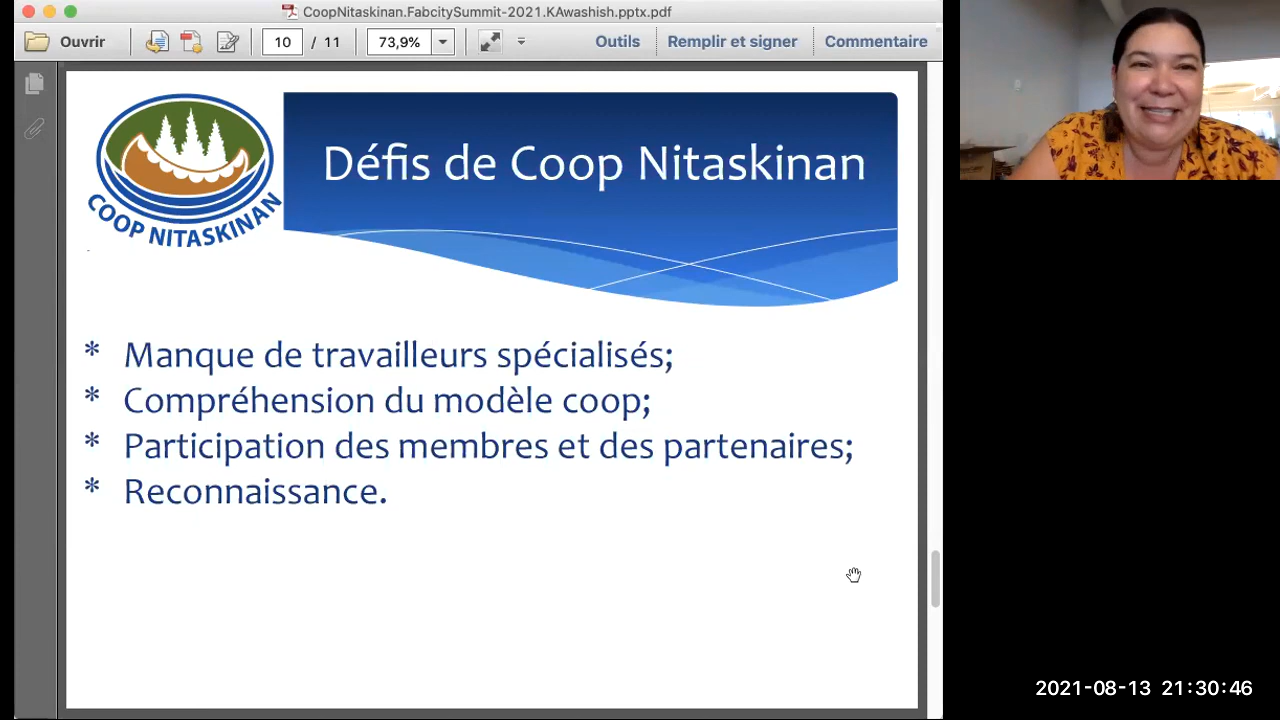 CoopNitaskinan.FabcitySummit-2021.KAwashish.pptx.pdf
Ouvrir
10 / 11
73,9%
Outils
Remplir et signer
Commentaire
COOP NITASKINAN
Défis de Coop Nitaskinan
* Manque de travailleurs spécialisés;
* Compréhension du modèle coop;
* Participation des membres et des partenaires;
* Reconnaissance.
2021-08-13 21:30:46